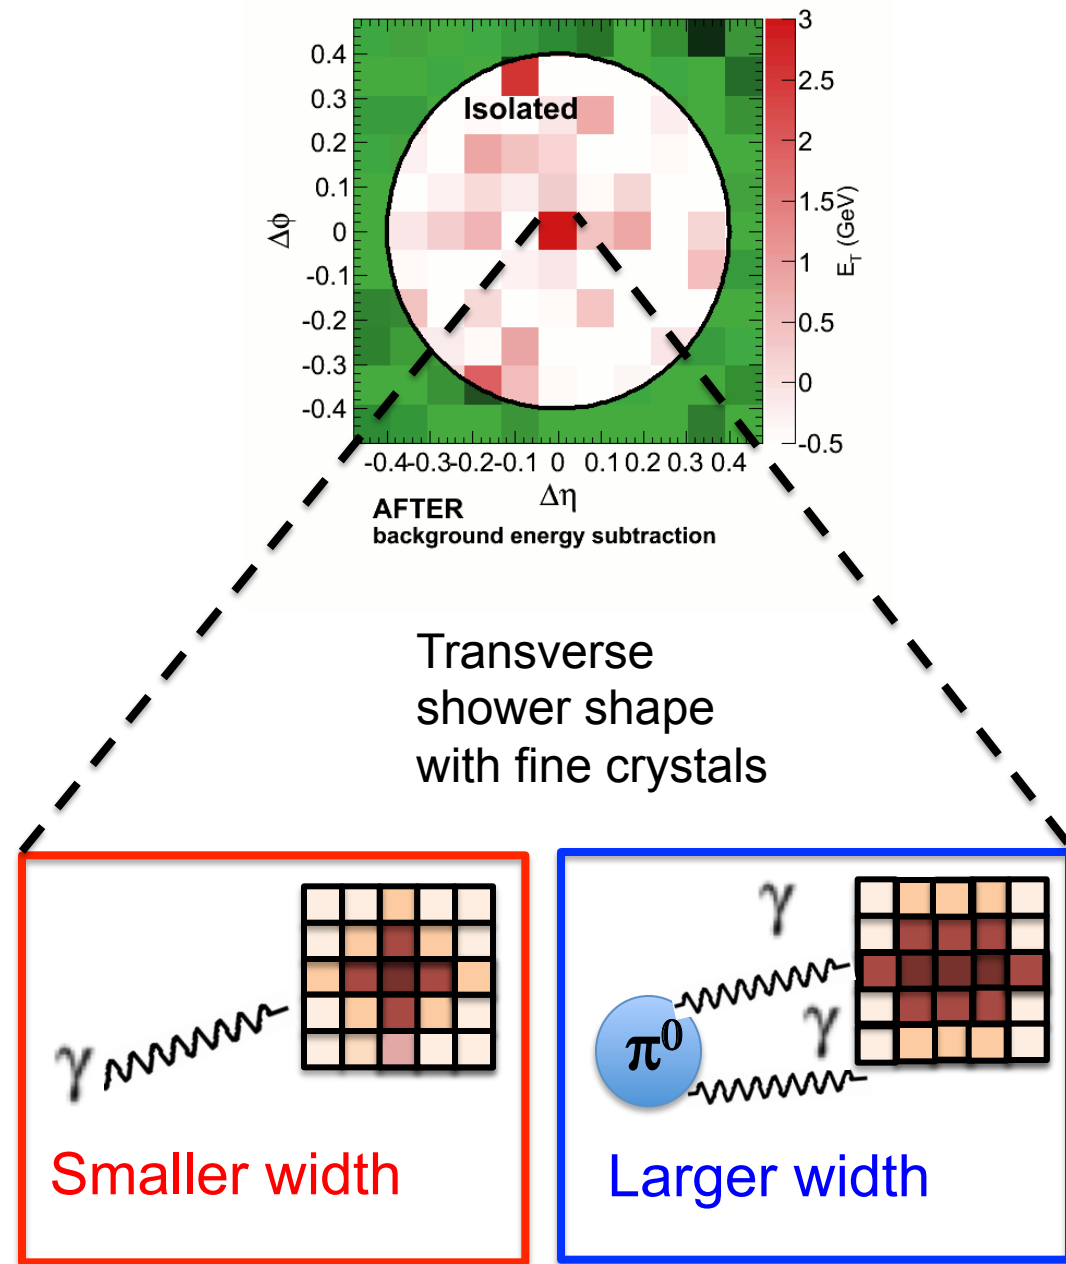 3
0.4
2.5
0.3
Isolated
0.2
2
0.1
1.5
0
Δφ
E_T (GeV)
-0.1
1
-0.2
0.5
-0.3
0
-0.4
-0.5
-0.4-0.3-0.2-0.1 0 0.1 0.2 0.3 0.4
Δη
AFTER
background energy subtraction
Transverse
shower shape
with fine crystals
γ
γ
γ
π⁰
Smaller width
Larger width